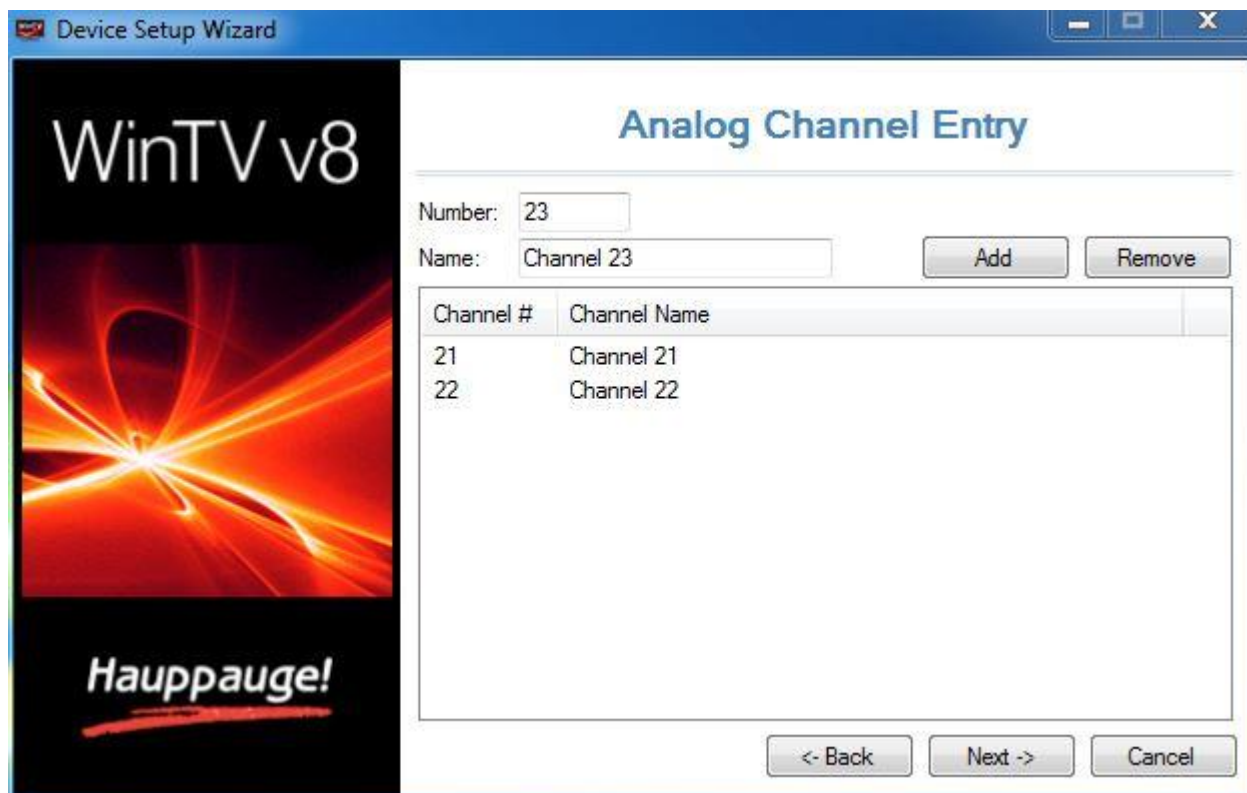 Device Setup Wizard
WinTV v8
Hauppauge!
Analog Channel Entry
Number: 23
Name: Channel 23 Add Remove
Channel # Channel Name
21 Channel 21
22 Channel 22
<- Back Next -> Cancel